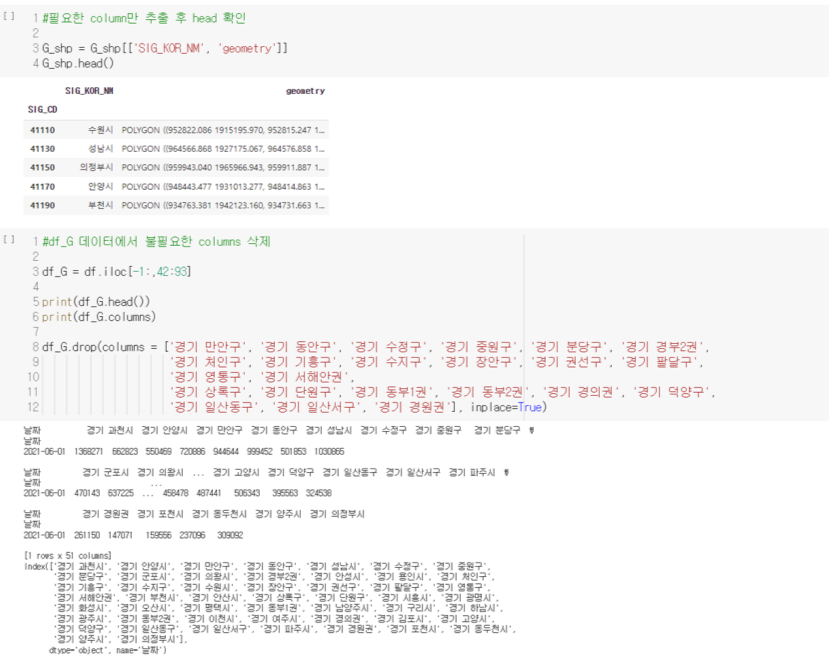 [ ] 1 #필요한 column만 추출 후 head 확인
2
3 G_shp = G_shp[['SIG_KOR_NM', 'geometry']]
4 G_shp.head()
SIG_KOR_NM geometry
SIG_CD
41110 수원시 POLYGON ((952822.086 1915195.970, 952815.247 1...
41130 성남시 POLYGON ((964566.868 1927175.067, 964576.858 1...
41150 의정부시 POLYGON ((959943.040 1965966.943, 959911.887 1...
41170 안양시 POLYGON ((948443.477 1931013.277, 948414.863 1...
41190 부천시 POLYGON ((934763.381 1942123.160, 934731.663 1...
[ ] 1 #df_G 데이터에서 불필요한 columns 삭제
2
3 df_G = df.iloc[-1:,42:93]
4
5 print(df_G.head())
6 print(df_G.columns)
7
8 df_G.drop(columns = ['경기 만안구', '경기 동안구', '경기 수정구', '경기 중원구', '경기 분당구', '경기 경부2권',
9 '경기 처인구', '경기 기흥구', '경기 수지구', '경기 장안구', '경기 권선구', '경기 팔달구',
10 '경기 영통구', '경기 서해안권',
11 '경기 상록구', '경기 단원구', '경기 동부1권', '경기 동부2권', '경기 경의권', '경기 덕양구',
12 '경기 일산동구', '경기 일산서구', '경기 경원권'], inplace=True)
날짜 경기 과천시 경기 안양시 경기 만안구 경기 동안구 경기 성남시 경기 수정구 경기 중원구 경기 분당구 ₩
날짜
2021-06-01 1368271 662823 550469 720886 944644 999452 501853 1030865
날짜 경기 군포시 경기 의왕시 ... 경기 고양시 경기 덕양구 경기 일산동구 경기 일산서구 경기 파주시 ₩
날짜 ...
2021-06-01 470143 637225 ... 458478 487441 506343 395563 324538
날짜 경기 경원권 경기 포천시 경기 동두천시 경기 양주시 경기 의정부시
날짜
2021-06-01 261150 147071 159556 237096 309092
[1 rows x 51 columns]
Index(['경기 과천시', '경기 안양시', '경기 만안구', '경기 동안구', '경기 성남시', '경기 수정구', '경기 중원구',
'경기 분당구', '경기 군포시', '경기 의왕시', '경기 경부2권', '경기 안성시', '경기 용인시', '경기 처인구',
'경기 기흥구', '경기 수지구', '경기 수원시', '경기 장안구', '경기 권선구', '경기 팔달구', '경기 영통구',
'경기 서해안권', '경기 부천시', '경기 안산시', '경기 상록구', '경기 단원구', '경기 시흥시', '경기 광명시',
'경기 화성시', '경기 오산시', '경기 평택시', '경기 동부1권', '경기 남양주시', '경기 구리시', '경기 하남시',
'경기 광주시', '경기 동부2권', '경기 이천시', '경기 여주시', '경기 경의권', '경기 김포시', '경기 고양시',
'경기 덕양구', '경기 일산동구', '경기 일산서구', '경기 파주시', '경기 경원권', '경기 포천시', '경기 동두천시',
'경기 양주시', '경기 의정부시'],
dtype='object', name='날짜')